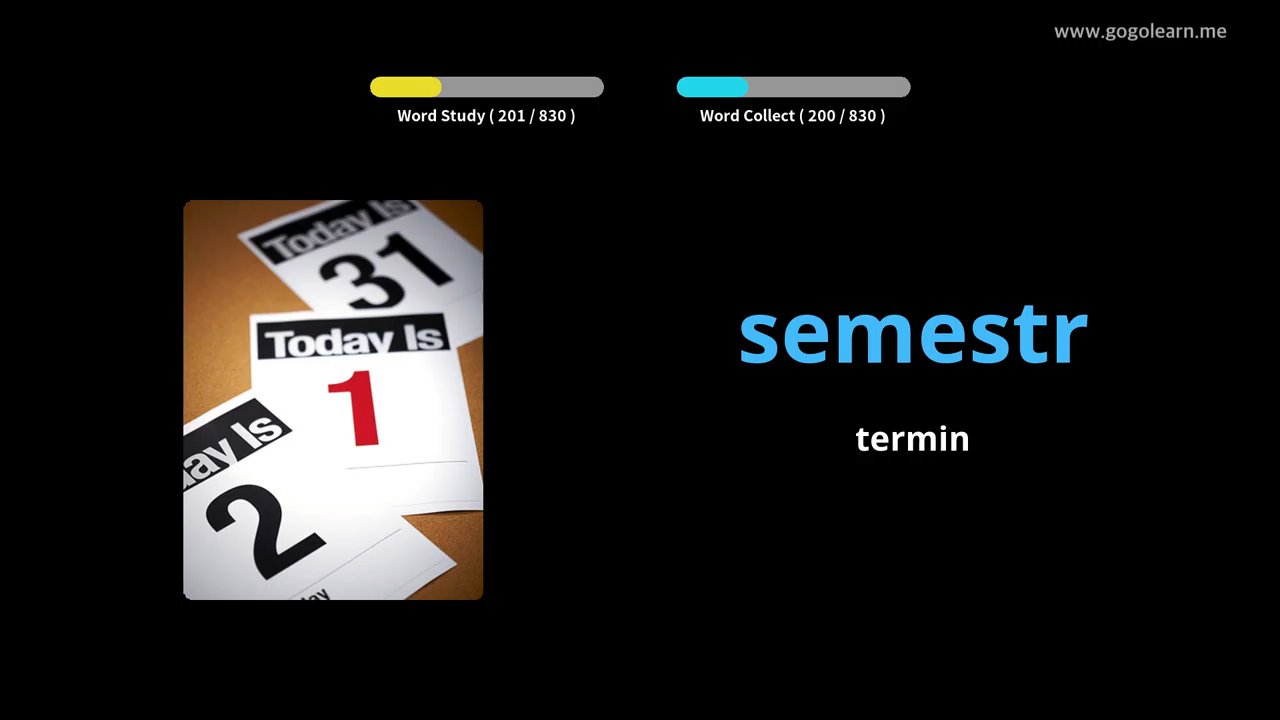 www.gogolearn.me
Word Study ( 201 / 830 )
Word Collect ( 200 / 830 )
Today Is
31
Today Is
1
day Is
2
semestr
termin